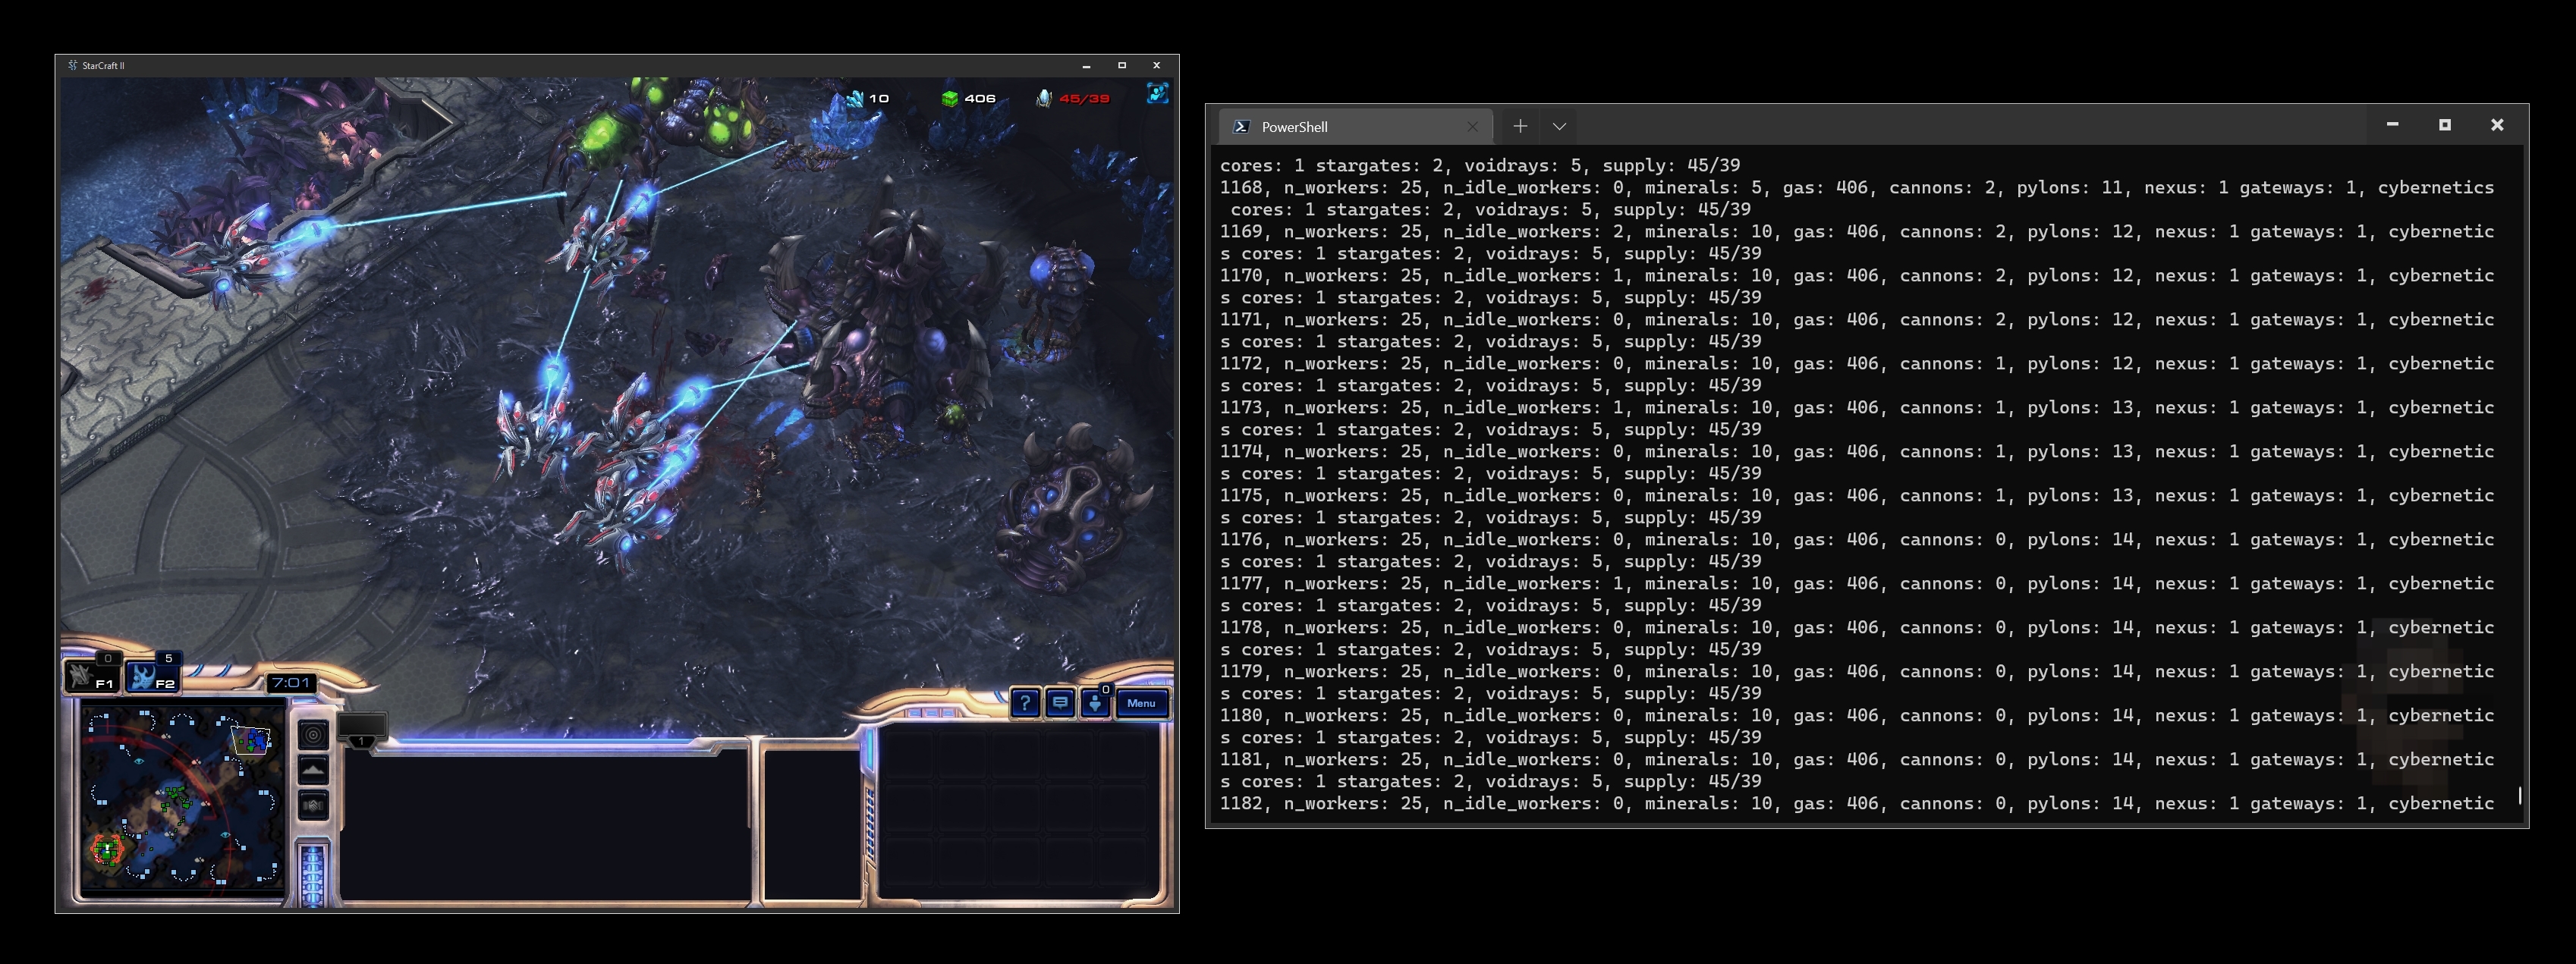 StarCraft II
10
406
45/39
0
5
F1
F2
7:01
1
?
0
Menu
PowerShell
cores: 1 stargates: 2, voidrays: 5, supply: 45/39
1168, n_workers: 25, n_idle_workers: 0, minerals: 5, gas: 406, cannons: 2, pylons: 11, nexus: 1 gateways: 1, cybernetics
cores: 1 stargates: 2, voidrays: 5, supply: 45/39
1169, n_workers: 25, n_idle_workers: 2, minerals: 10, gas: 406, cannons: 2, pylons: 12, nexus: 1 gateways: 1, cybernetic
s cores: 1 stargates: 2, voidrays: 5, supply: 45/39
1170, n_workers: 25, n_idle_workers: 1, minerals: 10, gas: 406, cannons: 2, pylons: 12, nexus: 1 gateways: 1, cybernetic
s cores: 1 stargates: 2, voidrays: 5, supply: 45/39
1171, n_workers: 25, n_idle_workers: 0, minerals: 10, gas: 406, cannons: 2, pylons: 12, nexus: 1 gateways: 1, cybernetic
s cores: 1 stargates: 2, voidrays: 5, supply: 45/39
1172, n_workers: 25, n_idle_workers: 0, minerals: 10, gas: 406, cannons: 1, pylons: 12, nexus: 1 gateways: 1, cybernetic
s cores: 1 stargates: 2, voidrays: 5, supply: 45/39
1173, n_workers: 25, n_idle_workers: 1, minerals: 10, gas: 406, cannons: 1, pylons: 13, nexus: 1 gateways: 1, cybernetic
s cores: 1 stargates: 2, voidrays: 5, supply: 45/39
1174, n_workers: 25, n_idle_workers: 0, minerals: 10, gas: 406, cannons: 1, pylons: 13, nexus: 1 gateways: 1, cybernetic
s cores: 1 stargates: 2, voidrays: 5, supply: 45/39
1175, n_workers: 25, n_idle_workers: 0, minerals: 10, gas: 406, cannons: 1, pylons: 13, nexus: 1 gateways: 1, cybernetic
s cores: 1 stargates: 2, voidrays: 5, supply: 45/39
1176, n_workers: 25, n_idle_workers: 0, minerals: 10, gas: 406, cannons: 0, pylons: 14, nexus: 1 gateways: 1, cybernetic
s cores: 1 stargates: 2, voidrays: 5, supply: 45/39
1177, n_workers: 25, n_idle_workers: 1, minerals: 10, gas: 406, cannons: 0, pylons: 14, nexus: 1 gateways: 1, cybernetic
s cores: 1 stargates: 2, voidrays: 5, supply: 45/39
1178, n_workers: 25, n_idle_workers: 0, minerals: 10, gas: 406, cannons: 0, pylons: 14, nexus: 1 gateways: 1, cybernetic
s cores: 1 stargates: 2, voidrays: 5, supply: 45/39
1179, n_workers: 25, n_idle_workers: 0, minerals: 10, gas: 406, cannons: 0, pylons: 14, nexus: 1 gateways: 1, cybernetic
s cores: 1 stargates: 2, voidrays: 5, supply: 45/39
1180, n_workers: 25, n_idle_workers: 0, minerals: 10, gas: 406, cannons: 0, pylons: 14, nexus: 1 gateways: 1, cybernetic
s cores: 1 stargates: 2, voidrays: 5, supply: 45/39
1181, n_workers: 25, n_idle_workers: 0, minerals: 10, gas: 406, cannons: 0, pylons: 14, nexus: 1 gateways: 1, cybernetic
s cores: 1 stargates: 2, voidrays: 5, supply: 45/39
1182, n_workers: 25, n_idle_workers: 0, minerals: 10, gas: 406, cannons: 0, pylons: 14, nexus: 1 gateways: 1, cybernetic